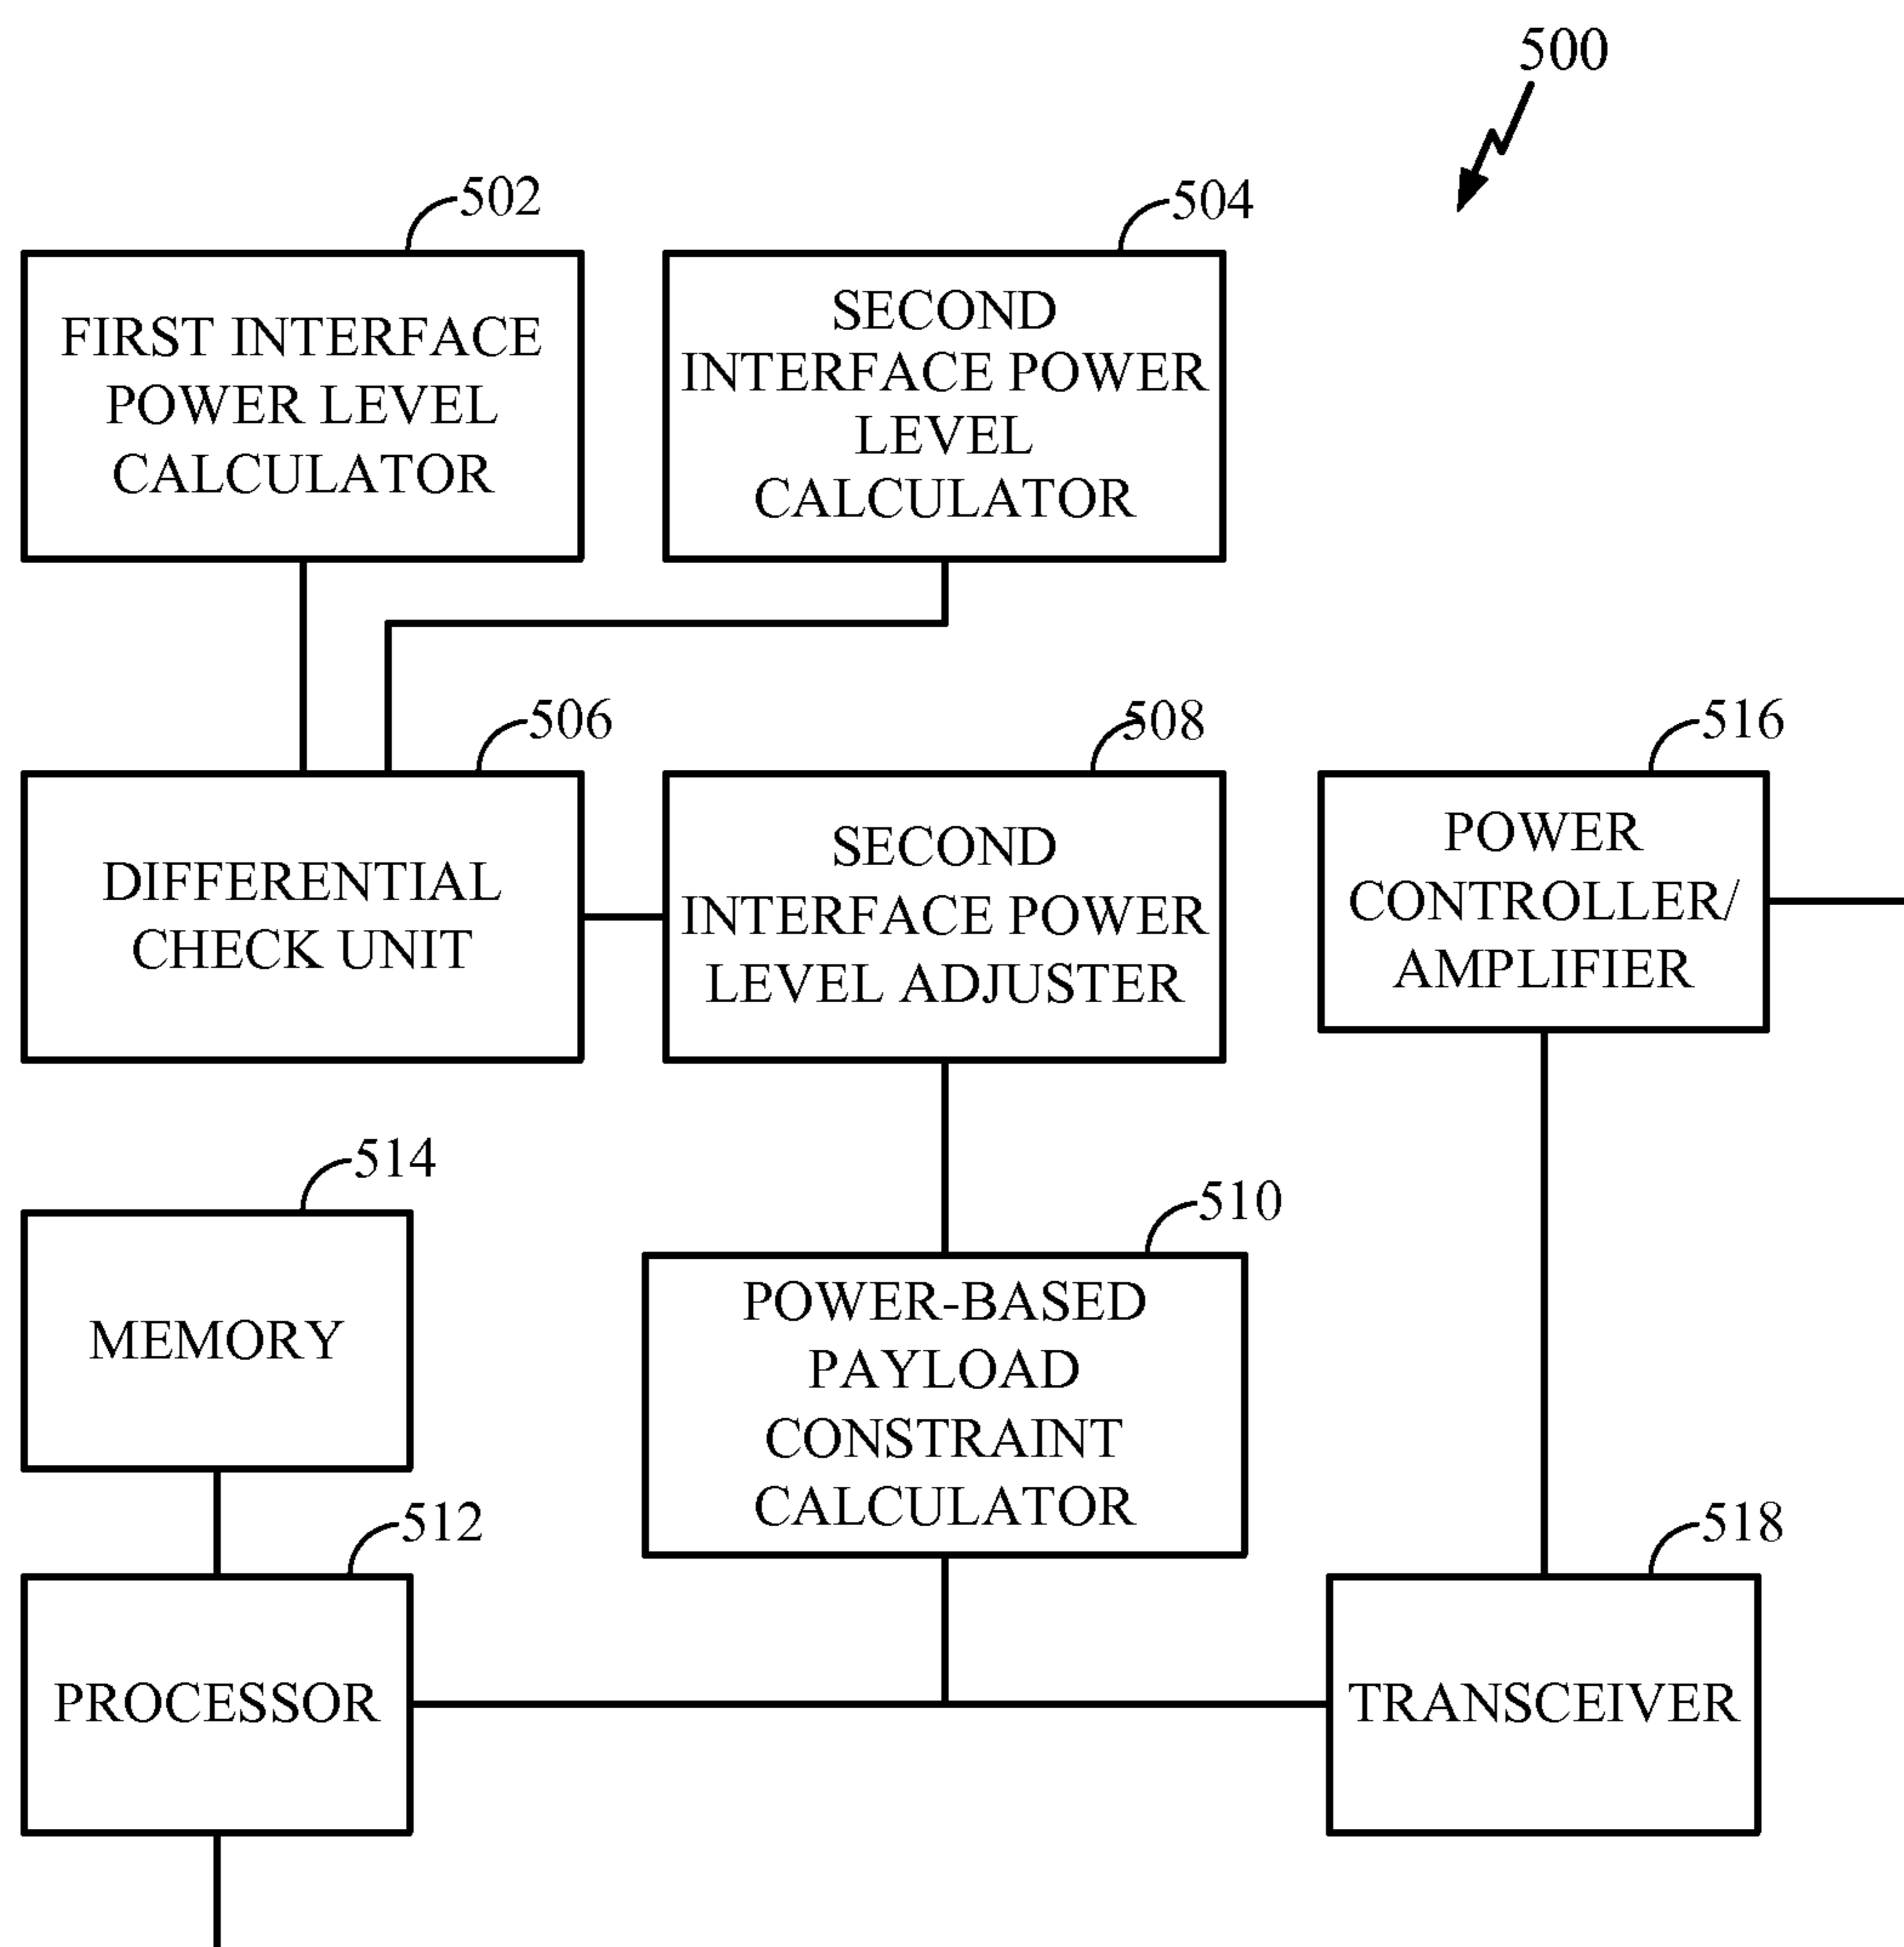 500
502
504
FIRST INTERFACE
POWER LEVEL
CALCULATOR
SECOND
INTERFACE POWER
LEVEL
CALCULATOR
506
508
516
DIFFERENTIAL
CHECK UNIT
SECOND
INTERFACE POWER
LEVEL ADJUSTER
POWER
CONTROLLER/
AMPLIFIER
514
510
MEMORY
POWER-BASED
PAYLOAD
CONSTRAINT
CALCULATOR
512
518
PROCESSOR
TRANSCEIVER